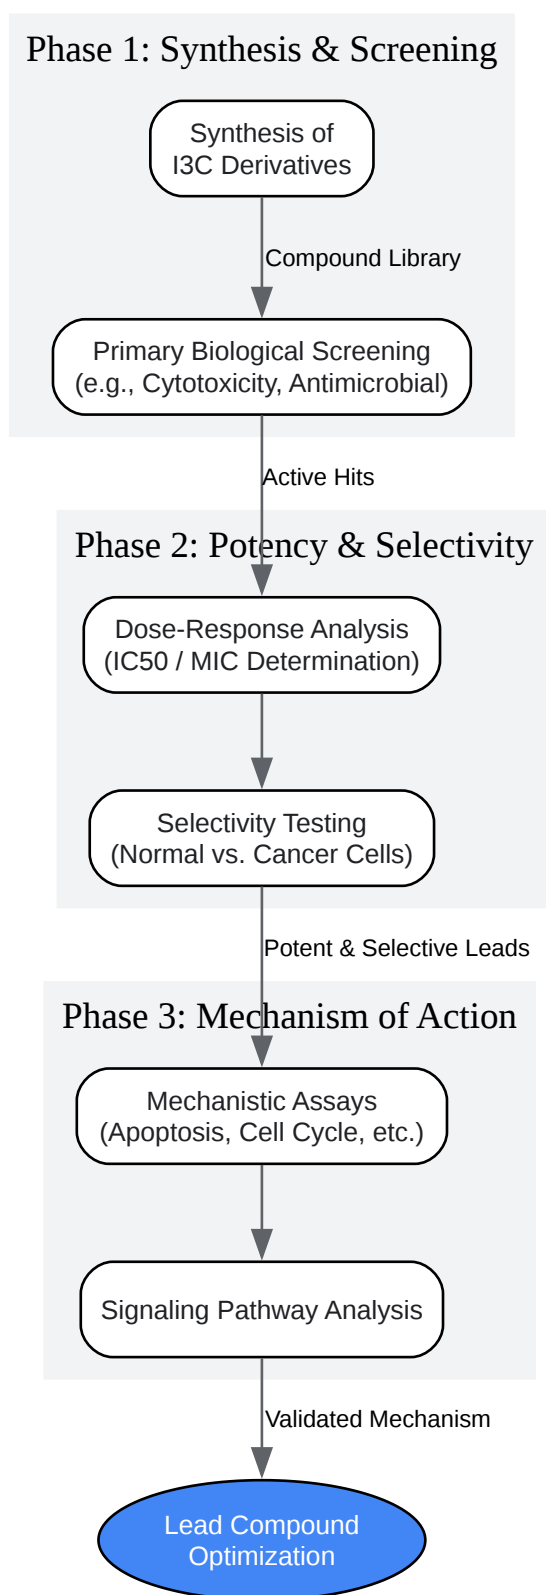 Phase 1: Synthesis & Screening
Synthesis of
I3C Derivatives
Compound Library
Primary Biological Screening
(e.g., Cytotoxicity, Antimicrobial)
Active Hits
Phase 2: Potency & Selectivity
Dose-Response Analysis
(IC50 / MIC Determination)
Selectivity Testing
(Normal vs. Cancer Cells)
Potent & Selective Leads
Phase 3: Mechanism of Action
Mechanistic Assays
(Apoptosis, Cell Cycle, etc.)
Signaling Pathway Analysis
Validated Mechanism
Lead Compound
Optimization